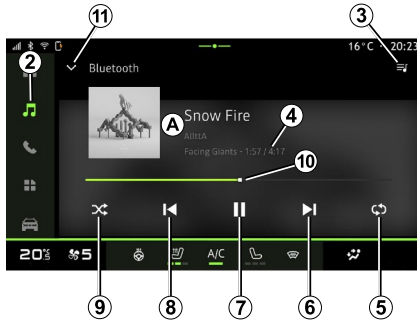 11
3
16°C 20:23
2
Bluetooth
A
Snow Fire
4
AllttA
Facing Giants - 1:57 / 4:17
10
20.5 5 A/C
9
8
7
6
5